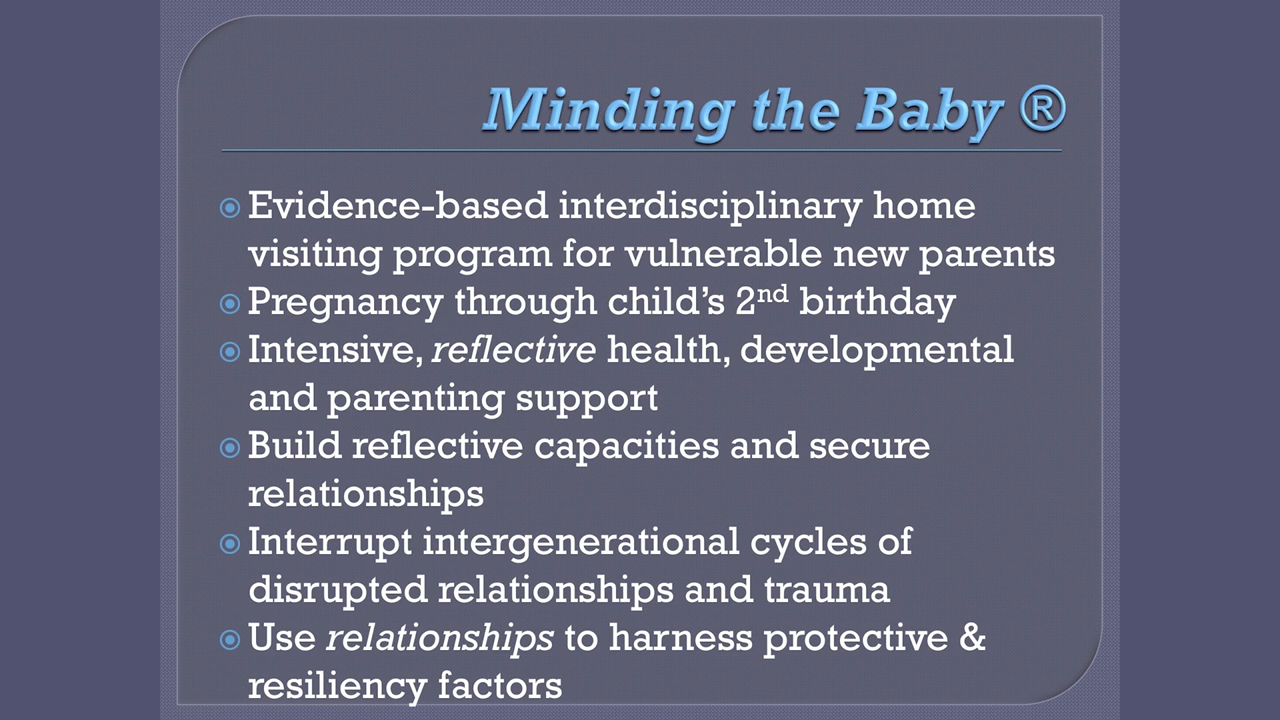 Minding the Baby ®
Evidence-based interdisciplinary home
visiting program for vulnerable new parents
Pregnancy through child’s 2nd birthday
Intensive, reflective health, developmental
and parenting support
Build reflective capacities and secure
relationships
Interrupt intergenerational cycles of
disrupted relationships and trauma
Use relationships to harness protective &
resiliency factors